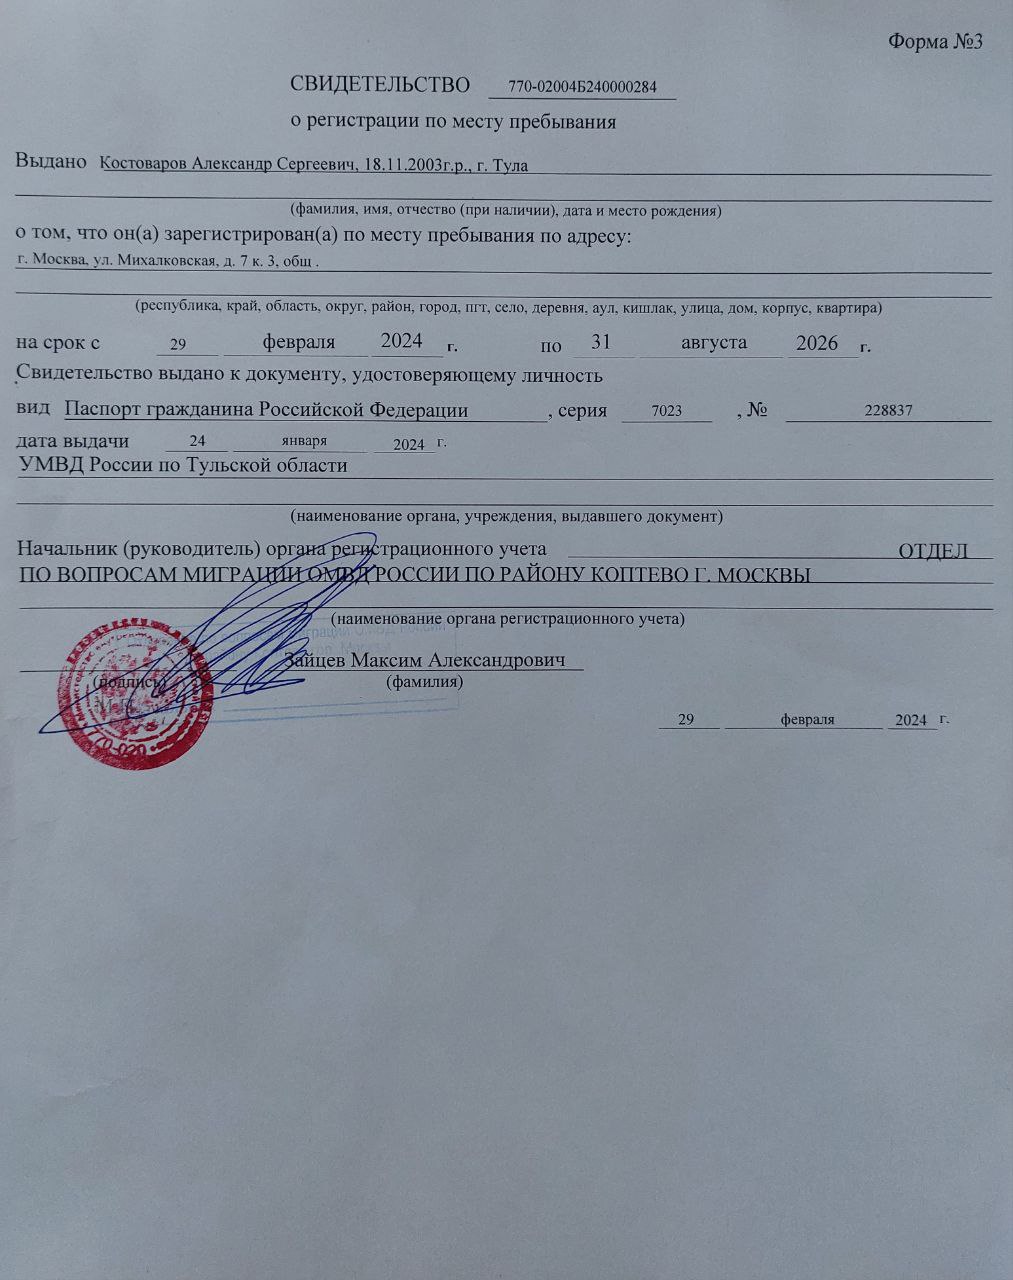 Форма №3
СВИДЕТЕЛЬСТВО 770-02004Б240000284
о регистрации по месту пребывания
Выдано Костоваров Александр Сергеевич, 18.11.2003г.р., г. Тула
(фамилия, имя, отчество (при наличии), дата и место рождения)
о том, что он(а) зарегистрирован(а) по месту пребывания по адресу:
г. Москва, ул. Михалковская, д. 7 к. 3, общ .
(республика, край, область, округ, район, город, пгт, село, деревня, аул, кишлак, улица, дом, корпус, квартира)
на срок с 29 февраля 2024 г. по 31 августа 2026 г.
Свидетельство выдано к документу, удостоверяющему личность
вид Паспорт гражданина Российской Федерации , серия 7023 , № 228837
дата выдачи 24 января 2024 г.
УМВД России по Тульской области
(наименование органа, учреждения, выдавшего документ)
Начальник (руководитель) органа регистрационного учета ОТДЕЛ
ПО ВОПРОСАМ МИГРАЦИИ ОМВД РОССИИ ПО РАЙОНУ КОПТЕВО Г. МОСКВЫ
(наименование органа регистрационного учета)
Зайцев Максим Александрович
(подпись) (фамилия)
М.П.
770-020
29 февраля 2024 г.